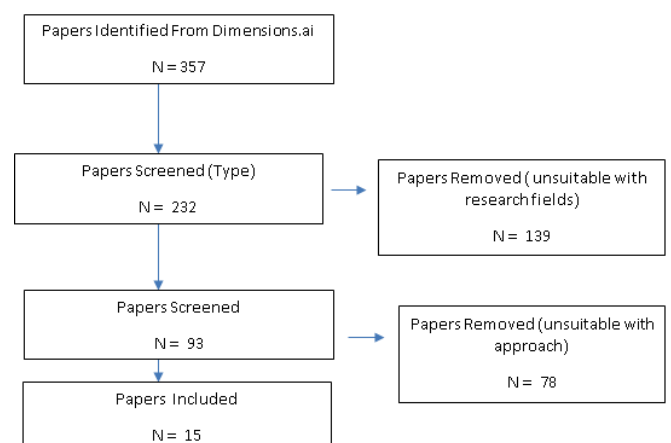 Papers Identified From Dimensions.ai
N = 357
Papers Screened (Type)
N = 232
Papers Removed ( unsuitable with
research fields)
N = 139
Papers Screened
N = 93
Papers Removed (unsuitable with
approach)
N = 78
Papers Included
N = 15